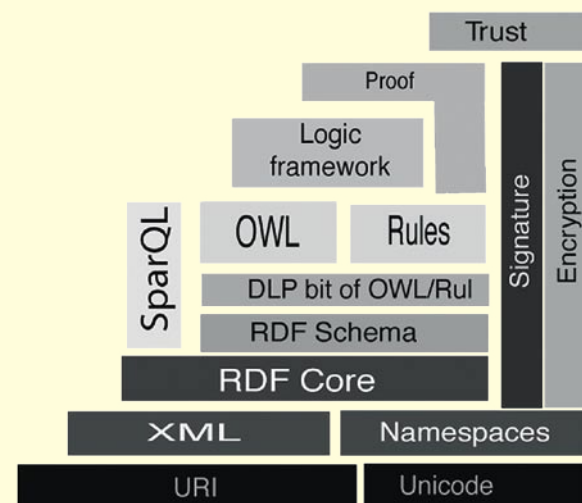 Trust
Proof
Logic
framework
Signature
Encryption
SparQL
OWL
Rules
DLP bit of OWL/Rul
RDF Schema
RDF Core
XML
Namespaces
URI
Unicode